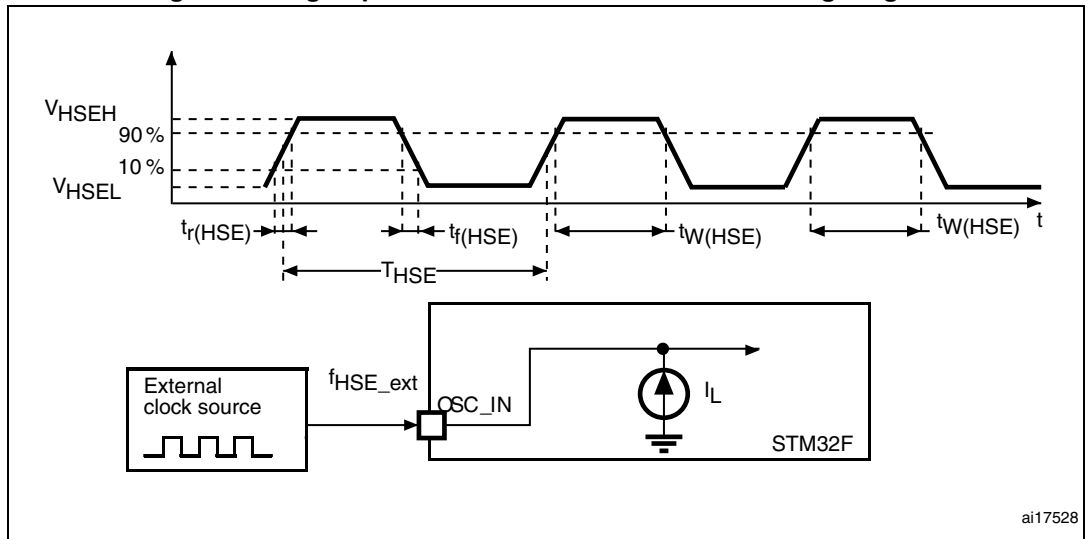 VHSEH
90 %
10 %
VHSEL
tr(HSE)
tf(HSE)
tW(HSE)
tW(HSE)
t
THSE
External
clock source
fHSE_ext
OSC_IN
IL
STM32F
ai17528